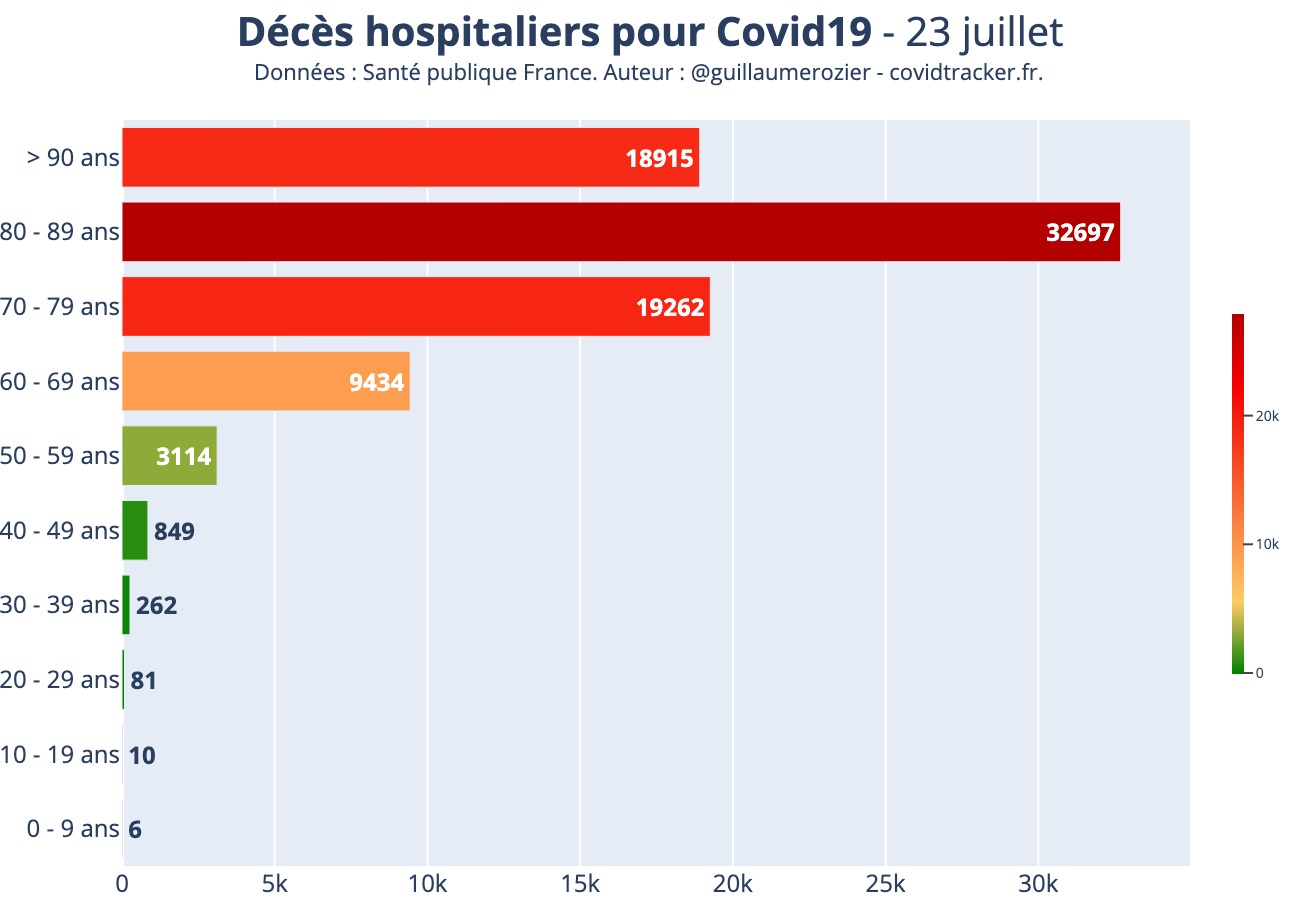 Décès hospitaliers pour Covid19 - 23 juillet
Données : Santé publique France. Auteur : @guillaumerozier - covidtracker.fr.
> 90 ans 18915
80 - 89 ans 32697
70 - 79 ans 19262
60 - 69 ans 9434
50 - 59 ans 3114
40 - 49 ans 849
30 - 39 ans 262
20 - 29 ans 81
10 - 19 ans 10
0 - 9 ans 6
0 5k 10k 15k 20k 25k 30k
20k
10k
0